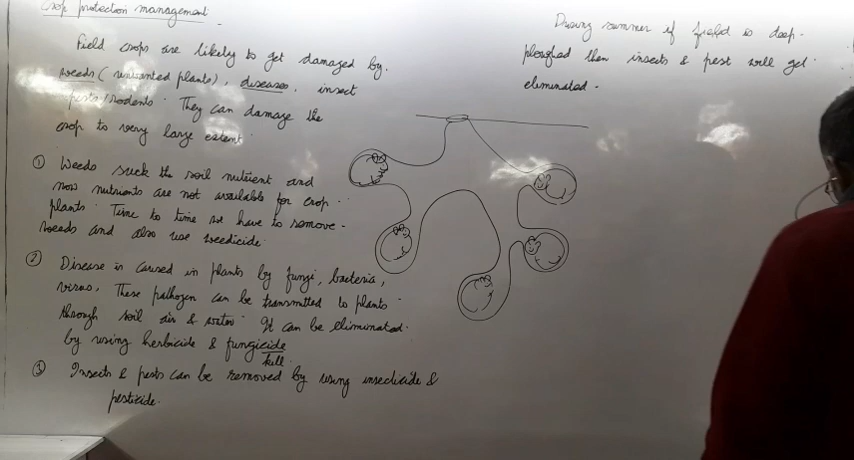 Crop protection management
Field crops are likely to get damaged by.
weeds (unwanted plants), diseases, insect
pests/rodents. They can damage the
crop to very large extent.
① Weeds suck the soil nutrient and
now nutrients are not available for crop.
plants. Time to time we have to remove
weeds and also use weedicide.
② Disease is caused in plants by fungi, bacteria,
virus, These pathogen can be transmitted to plants
through soil air & water. It can be eliminated.
by using herbicide & fungicide
kill.
③ Insects & pests can be removed by using insecticide &
pesticide.
During summer if field is deep-
ploughed then insects & pest will get.
eliminated.